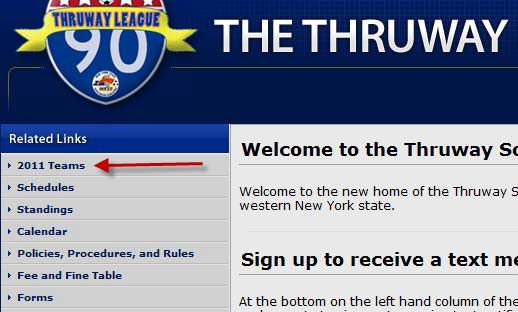 THRUWAY LEAGUE
90
THE THRUWAY
Related Links
2011 Teams
Schedules
Standings
Calendar
Policies, Procedures, and Rules
Fee and Fine Table
Forms
Welcome to the Thruway So
Welcome to the new home of the Thruway S
western New York state.
Sign up to receive a text me
At the bottom on the left hand column of the